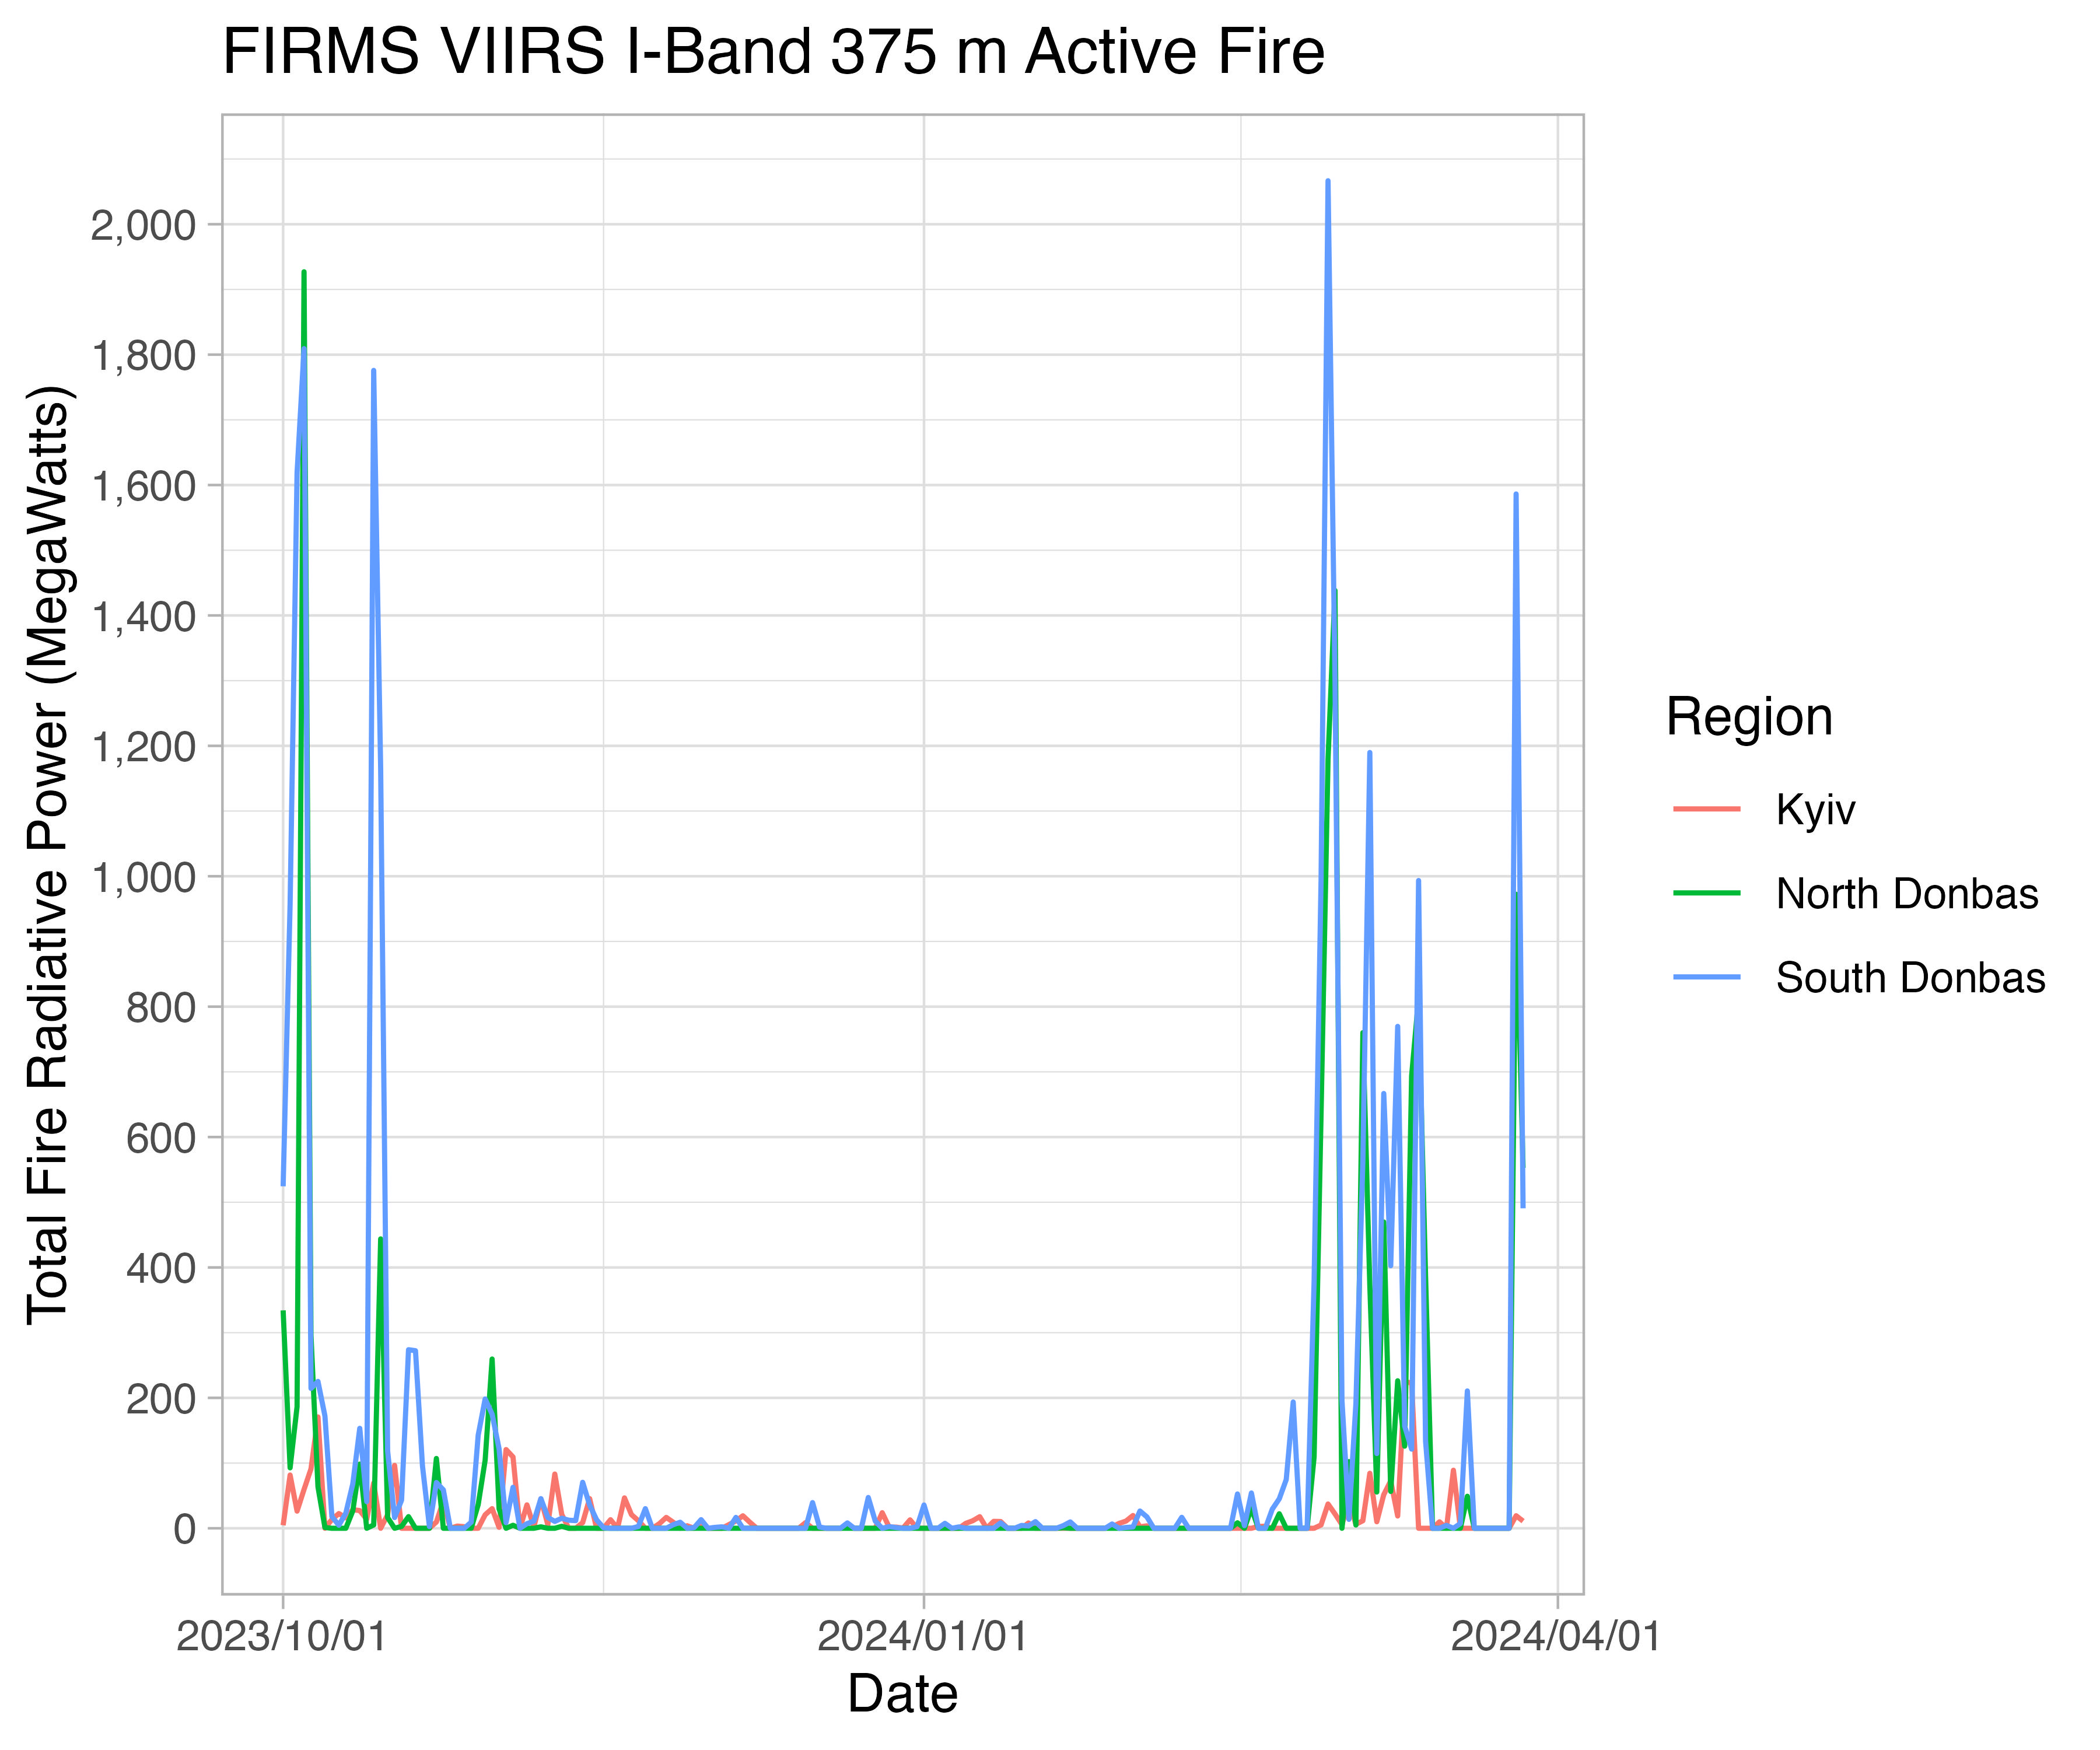 FIRMS VIIRS I-Band 375 m Active Fire
Total Fire Radiative Power (MegaWatts)
2,000
1,800
1,600
1,400
1,200
1,000
800
600
400
200
0
2023/10/01
2024/01/01
2024/04/01
Date
Region
Kyiv
North Donbas
South Donbas